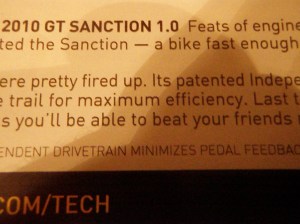 2010 GT SANCTION 1.0 Feats of engine
ted the Sanction — a bike fast enough
ere pretty fired up. Its patented Indepe
e trail for maximum efficiency. Last t
s you'll be able to beat your friends
ENDENT DRIVETRAIN MINIMIZES PEDAL FEEDBAC
.COM/TECH